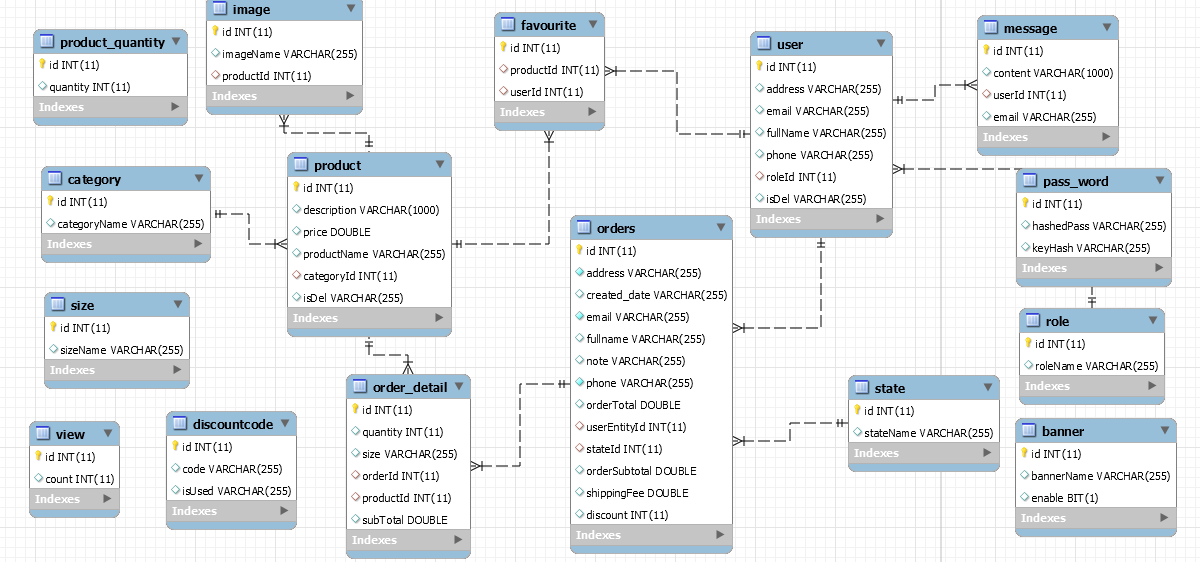 image
id INT(11)
imageName VARCHAR(255)
productId INT(11)
Indexes
product_quantity
id INT(11)
quantity INT(11)
Indexes
favourite
id INT(11)
productId INT(11)
userId INT(11)
Indexes
user
id INT(11)
address VARCHAR(255)
email VARCHAR(255)
fullName VARCHAR(255)
phone VARCHAR(255)
roleId INT(11)
isDel VARCHAR(255)
Indexes
message
id INT(11)
content VARCHAR(1000)
userId INT(11)
email VARCHAR(255)
Indexes
category
id INT(11)
categoryName VARCHAR(255)
Indexes
product
id INT(11)
description VARCHAR(1000)
price DOUBLE
productName VARCHAR(255)
categoryId INT(11)
isDel VARCHAR(255)
Indexes
pass_word
id INT(11)
hashedPass VARCHAR(255)
keyHash VARCHAR(255)
Indexes
orders
id INT(11)
address VARCHAR(255)
created_date VARCHAR(255)
email VARCHAR(255)
fullname VARCHAR(255)
note VARCHAR(255)
phone VARCHAR(255)
orderTotal DOUBLE
userEntityId INT(11)
stateId INT(11)
orderSubtotal DOUBLE
shippingFee DOUBLE
discount INT(11)
Indexes
size
id INT(11)
sizeName VARCHAR(255)
Indexes
role
id INT(11)
roleName VARCHAR(255)
Indexes
order_detail
id INT(11)
quantity INT(11)
size VARCHAR(255)
orderId INT(11)
productId INT(11)
subTotal DOUBLE
Indexes
state
id INT(11)
stateName VARCHAR(255)
Indexes
view
id INT(11)
count INT(11)
Indexes
discountcode
id INT(11)
code VARCHAR(255)
isUsed VARCHAR(255)
Indexes
banner
id INT(11)
bannerName VARCHAR(255)
enable BIT(1)
Indexes